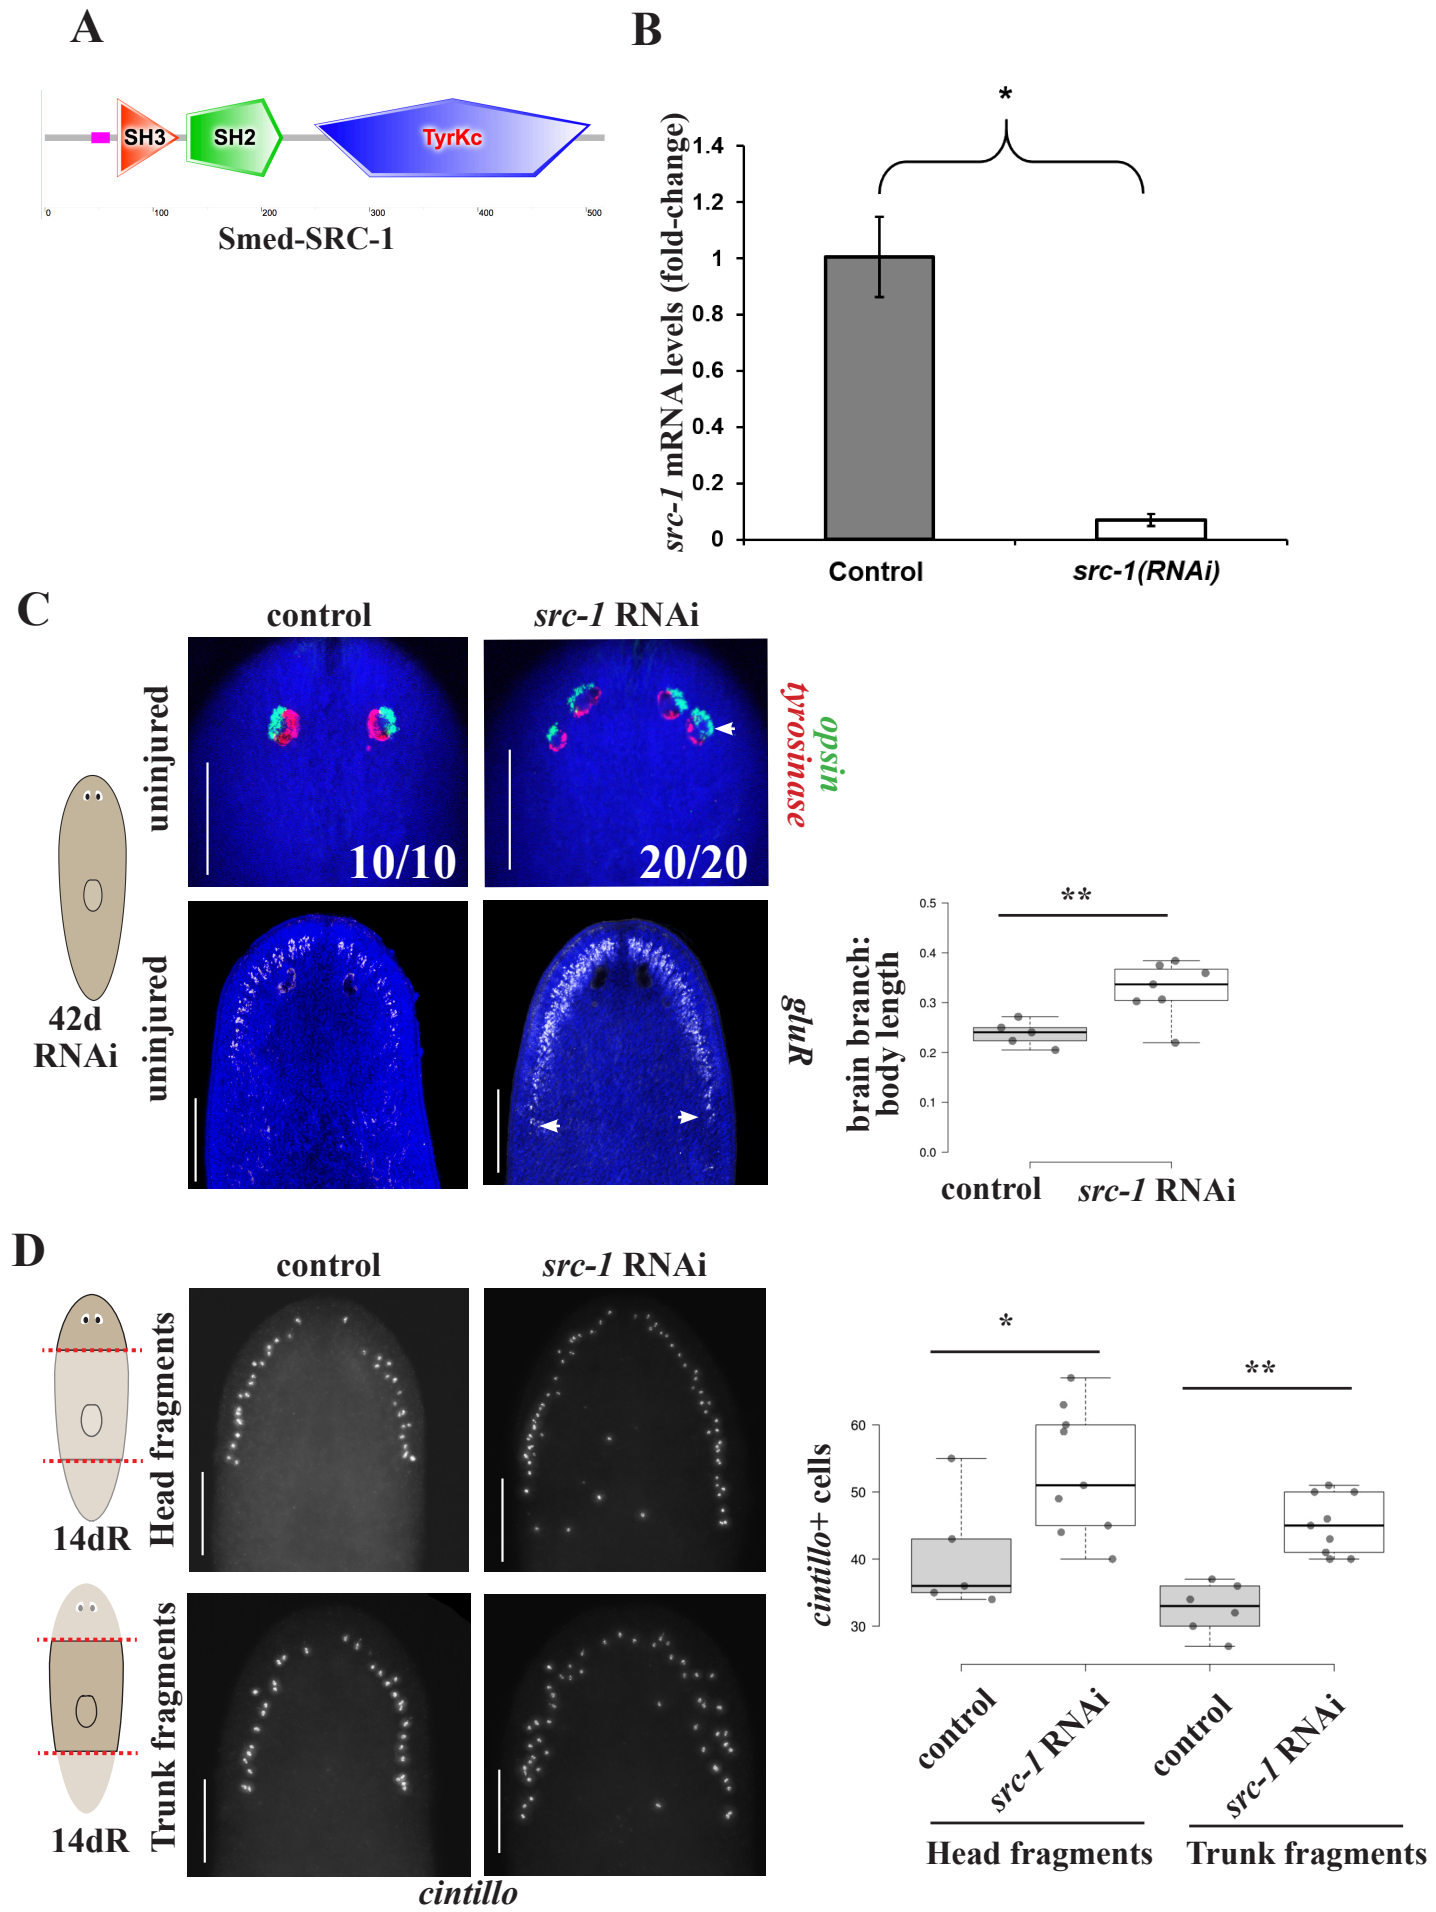 A
SH3 SH2 TyrKc
0 100 200 300 400 500
Smed-SRC-1
B
*
src-1 mRNA levels (fold-change)
1.4
1.2
1
0.8
0.6
0.4
0.2
0
Control src-1(RNAi)
C
control src-1 RNAi
uninjured
10/10 20/20
tyrosinase
opsin
42d
RNAi
uninjured
gluR
brain branch:
body length
**
0.5
0.4
0.3
0.2
0.1
0.0
control src-1 RNAi
D
control src-1 RNAi
Head fragments
14dR
Trunk fragments
14dR
cintillo
cintillo+ cells
* **
60
50
40
30
control src-1 RNAi control src-1 RNAi
Head fragments Trunk fragments